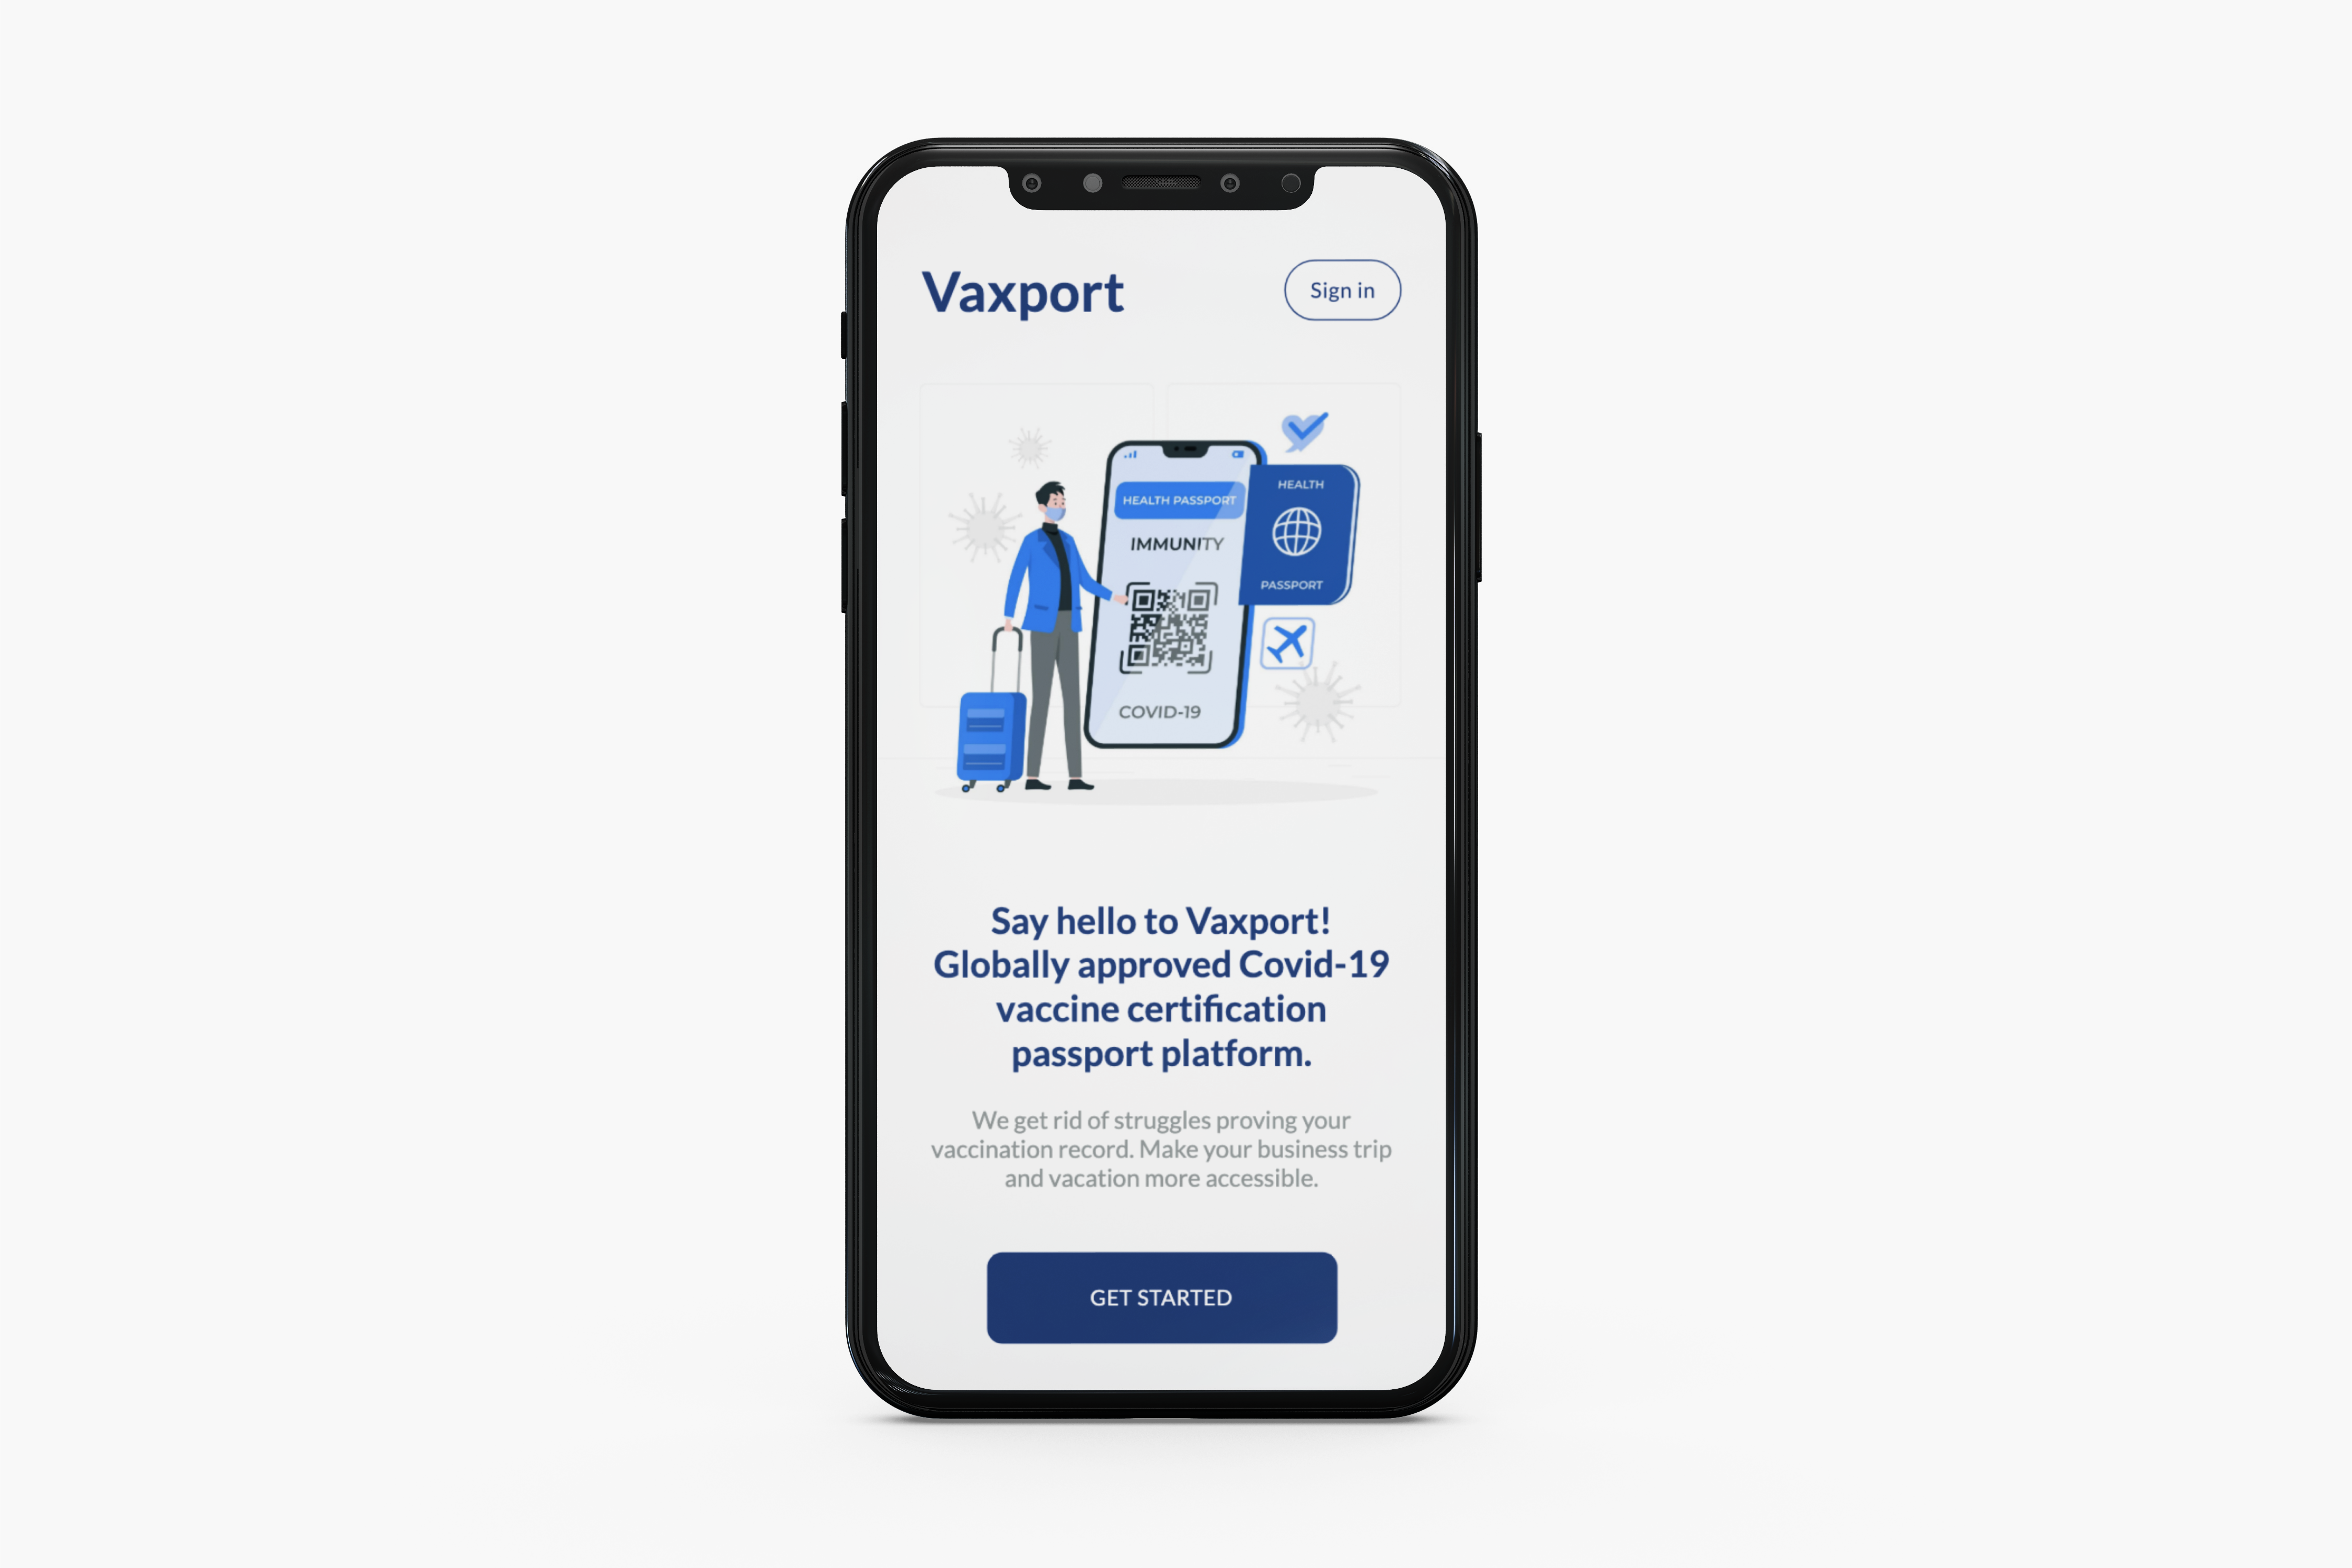 Vaxport
Sign in
HEALTH PASSPORT
IMMUNITY
COVID-19
HEALTH
PASSPORT
Say hello to Vaxport!
Globally approved Covid-19
vaccine certification
passport platform.
We get rid of struggles proving your
vaccination record. Make your business trip
and vacation more accessible.
GET STARTED